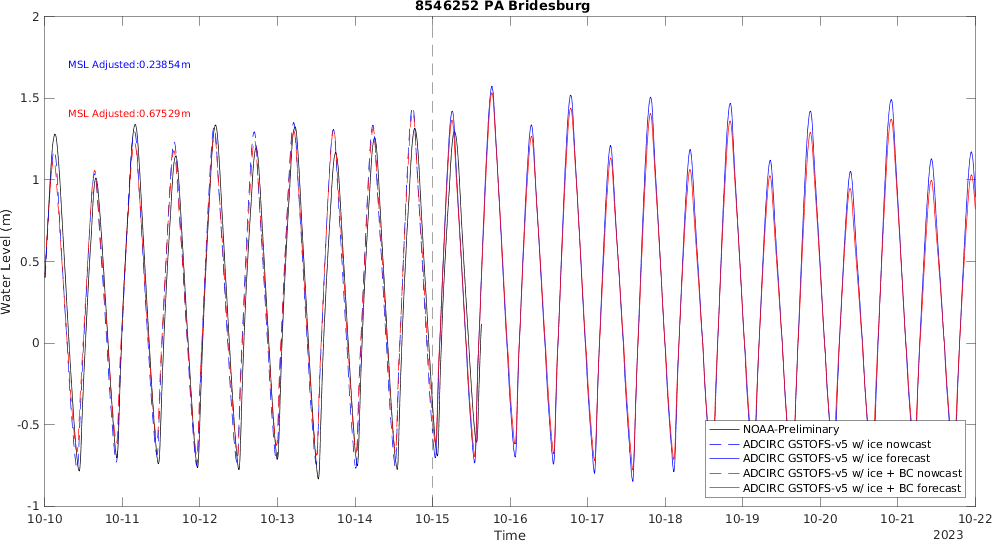 8546252 PA Bridesburg
MSL Adjusted:0.23854m
MSL Adjusted:0.67529m
Water Level (m)
2
1.5
1
0.5
0
-0.5
-1
NOAA-Preliminary
ADCIRC GSTOFS-v5 w/ ice nowcast
ADCIRC GSTOFS-v5 w/ ice forecast
ADCIRC GSTOFS-v5 w/ ice + BC nowcast
ADCIRC GSTOFS-v5 w/ ice + BC forecast
10-10 10-11 10-12 10-13 10-14 10-15 10-16 10-17 10-18 10-19 10-20 10-21 10-22
Time
2023